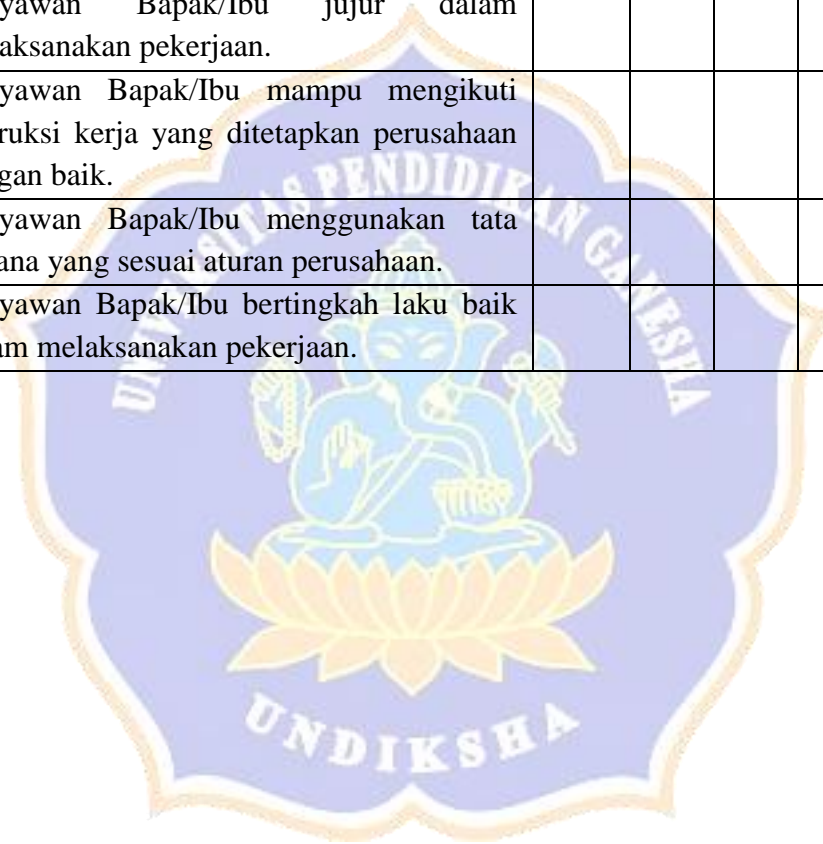 yawan Bapak/Ibu jujur dalam
aksanakan pekerjaan.
yawan Bapak/Ibu mampu mengikuti
ruksi kerja yang ditetapkan perusahaan
gan baik.
yawan Bapak/Ibu menggunakan tata
ana yang sesuai aturan perusahaan.
yawan Bapak/Ibu bertingkah laku baik
am melaksanakan pekerjaan.
UNIVERSITAS PENDIDIKAN GANESHA
UNDIKSHA